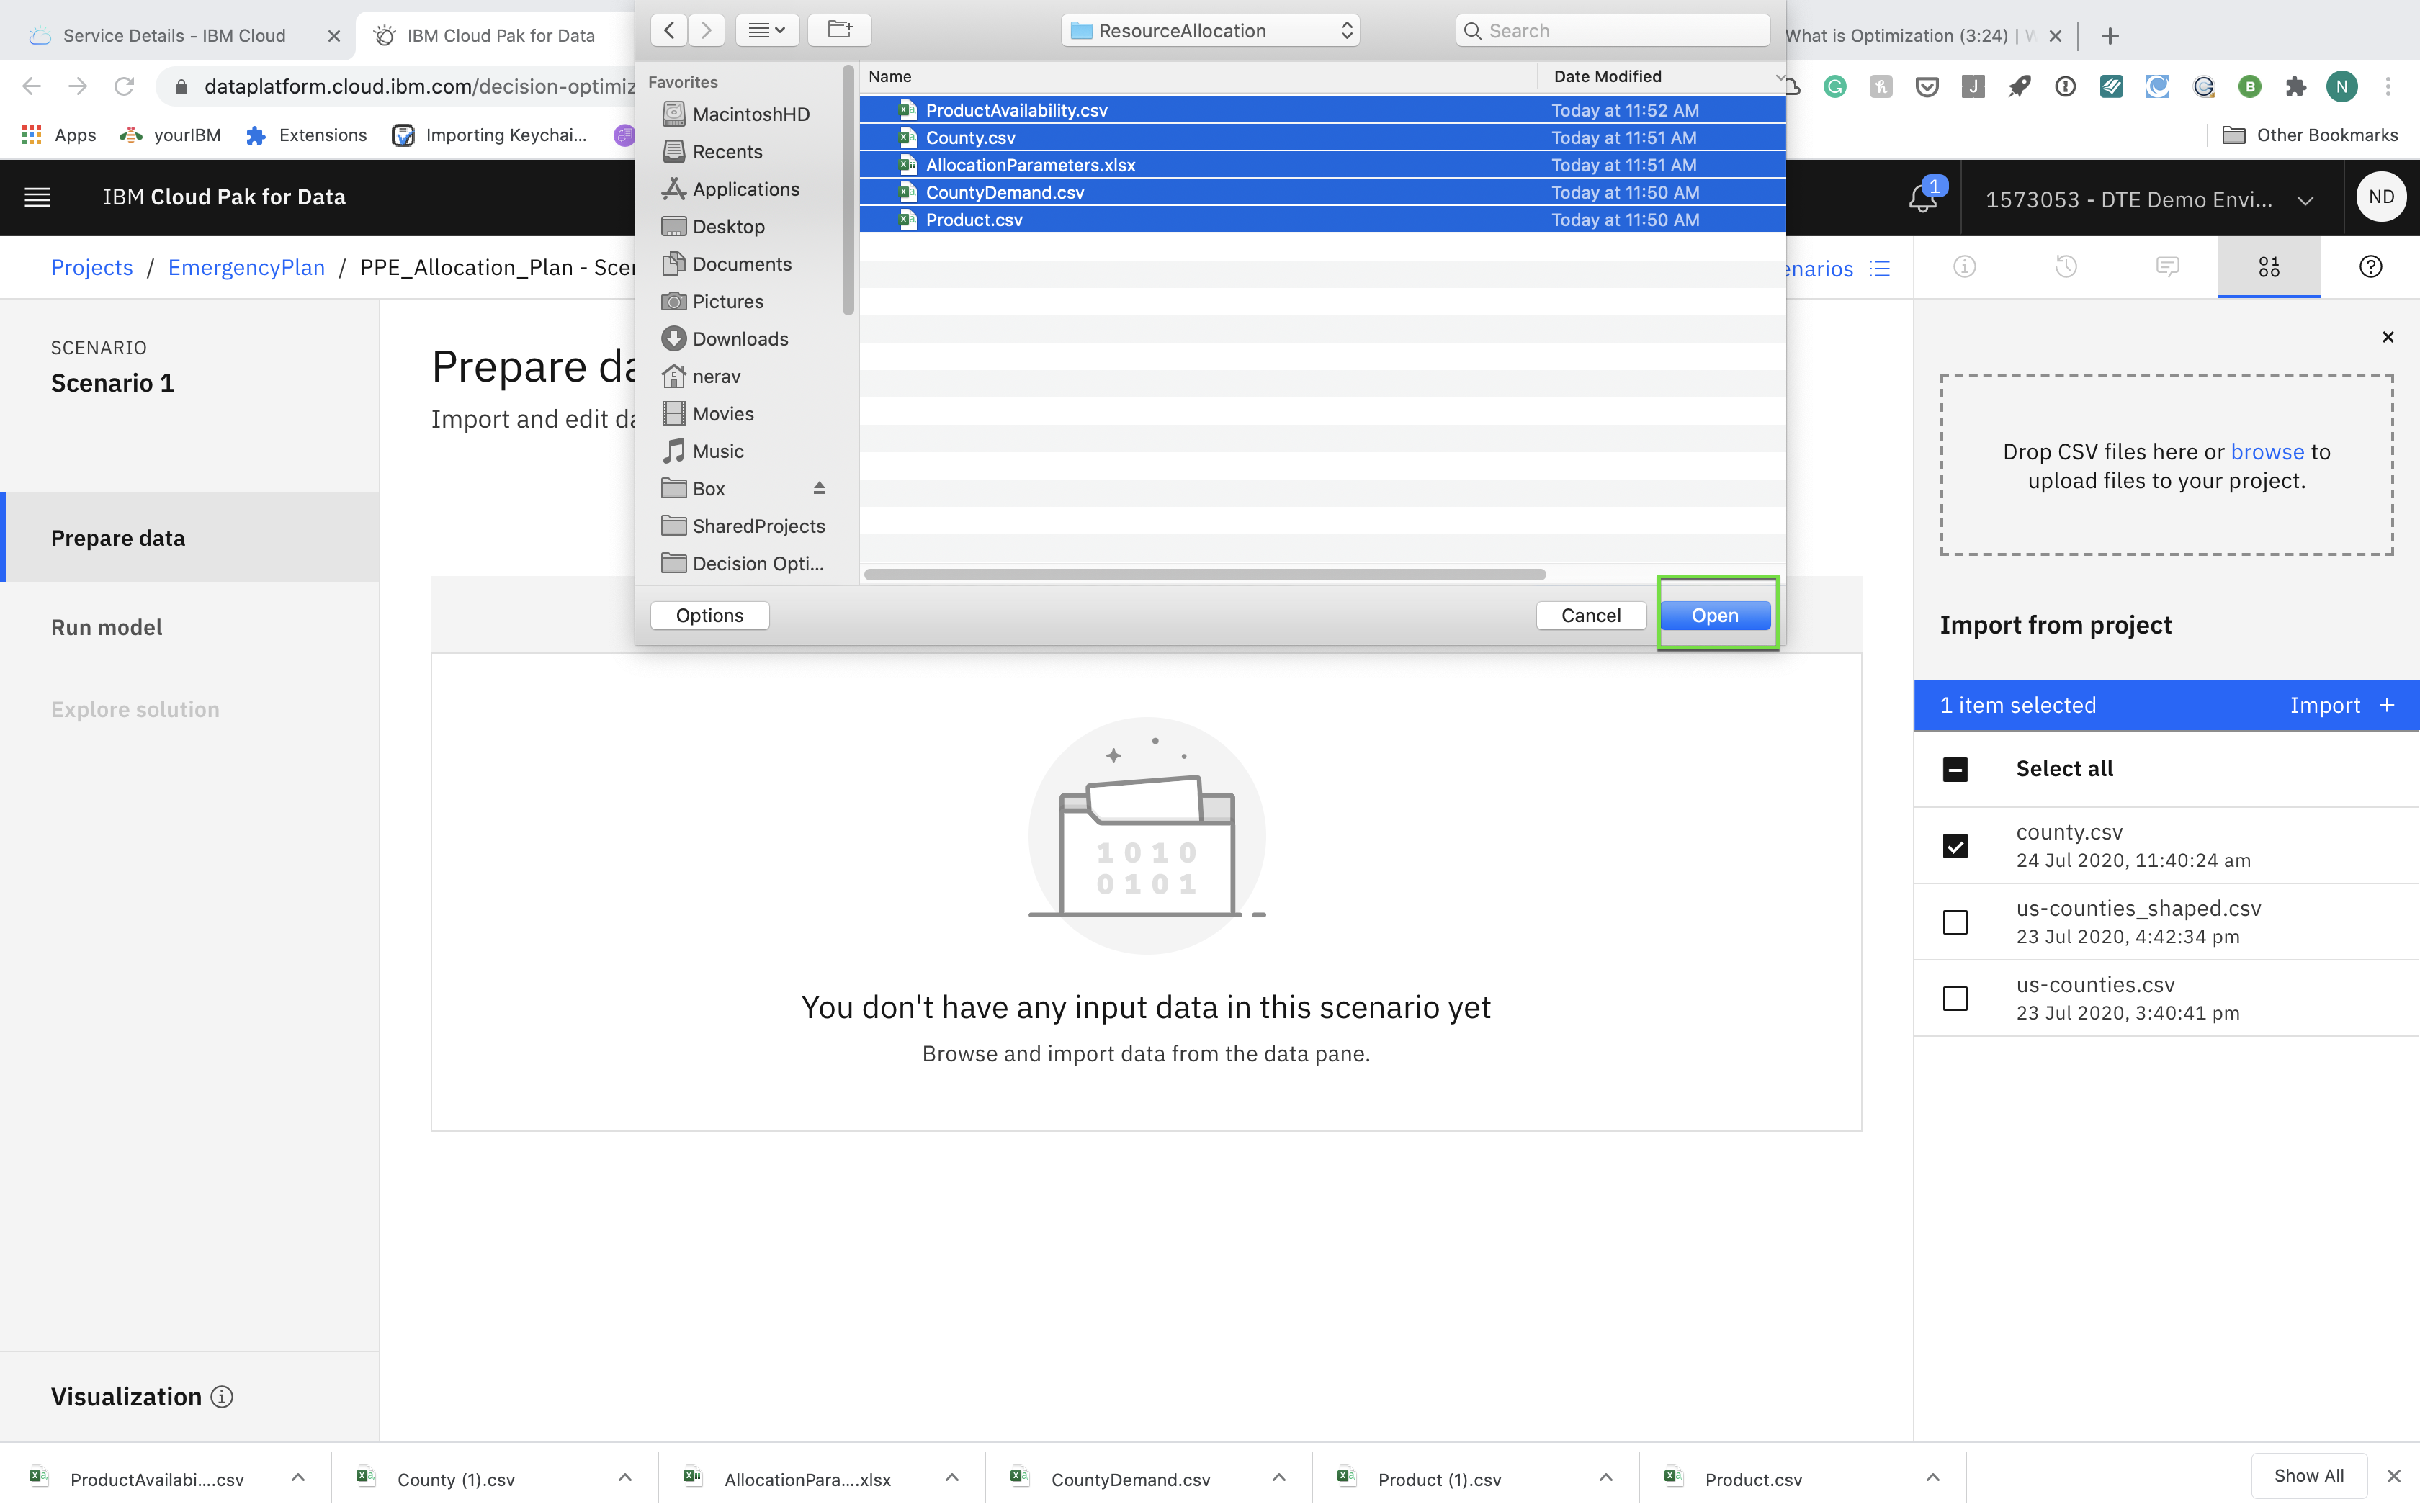 Service Details - IBM Cloud
IBM Cloud Pak for Data
What is Optimization (3:24) | W
dataplatform.cloud.ibm.com/decision-optimiz
Apps
yourIBM
Extensions
Importing Keychai...
Other Bookmarks
J
G
B
N
ResourceAllocation
Search
Favorites
MacintoshHD
Recents
Applications
Desktop
Documents
Pictures
Downloads
nerav
Movies
Music
Box
SharedProjects
Decision Opti...
Name
Date Modified
ProductAvailability.csv Today at 11:52 AM
County.csv Today at 11:51 AM
AllocationParameters.xlsx Today at 11:51 AM
CountyDemand.csv Today at 11:50 AM
Product.csv Today at 11:50 AM
Options
Cancel
Open
IBM Cloud Pak for Data
1
1573053 - DTE Demo Envi...
ND
Projects / EmergencyPlan / PPE_Allocation_Plan - Scen
enarios
SCENARIO
Scenario 1
Prepare data
Run model
Explore solution
Visualization
Prepare da
Import and edit da
1 0 1 0
0 1 0 1
You don't have any input data in this scenario yet
Browse and import data from the data pane.
Drop CSV files here or browse to
upload files to your project.
Import from project
1 item selected
Import +
Select all
county.csv
24 Jul 2020, 11:40:24 am
us-counties_shaped.csv
23 Jul 2020, 4:42:34 pm
us-counties.csv
23 Jul 2020, 3:40:41 pm
ProductAvailabi....csv
County (1).csv
AllocationPara....xlsx
CountyDemand.csv
Product (1).csv
Product.csv
Show All